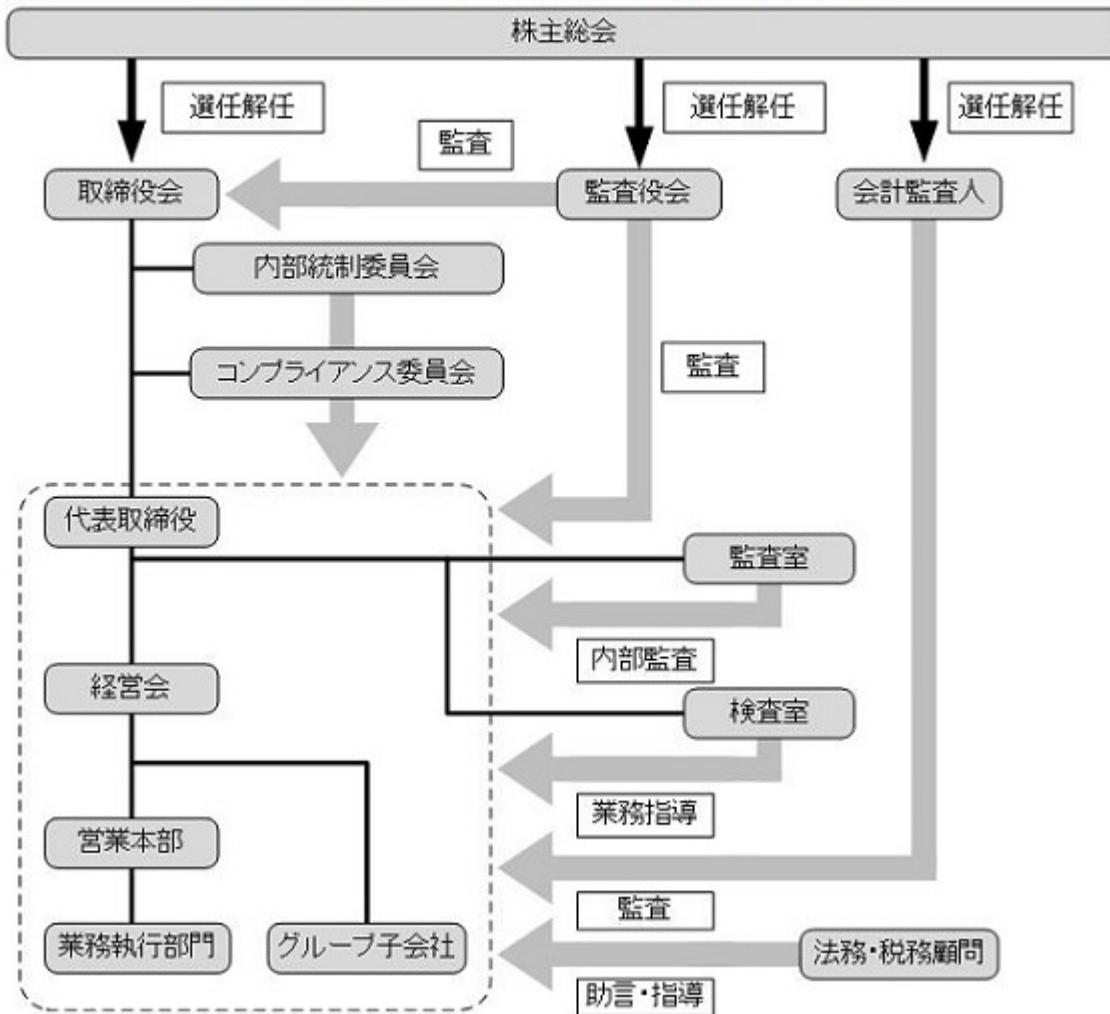 株主総会
選任解任
選任解任
選任解任
監査
取締役会
監査役会
会計監査人
内部統制委員会
コンプライアンス委員会
監査
代表取締役
監査室
内部監査
経営会
検査室
業務指導
営業本部
監査
業務執行部門
グループ子会社
法務・税務顧問
助言・指導